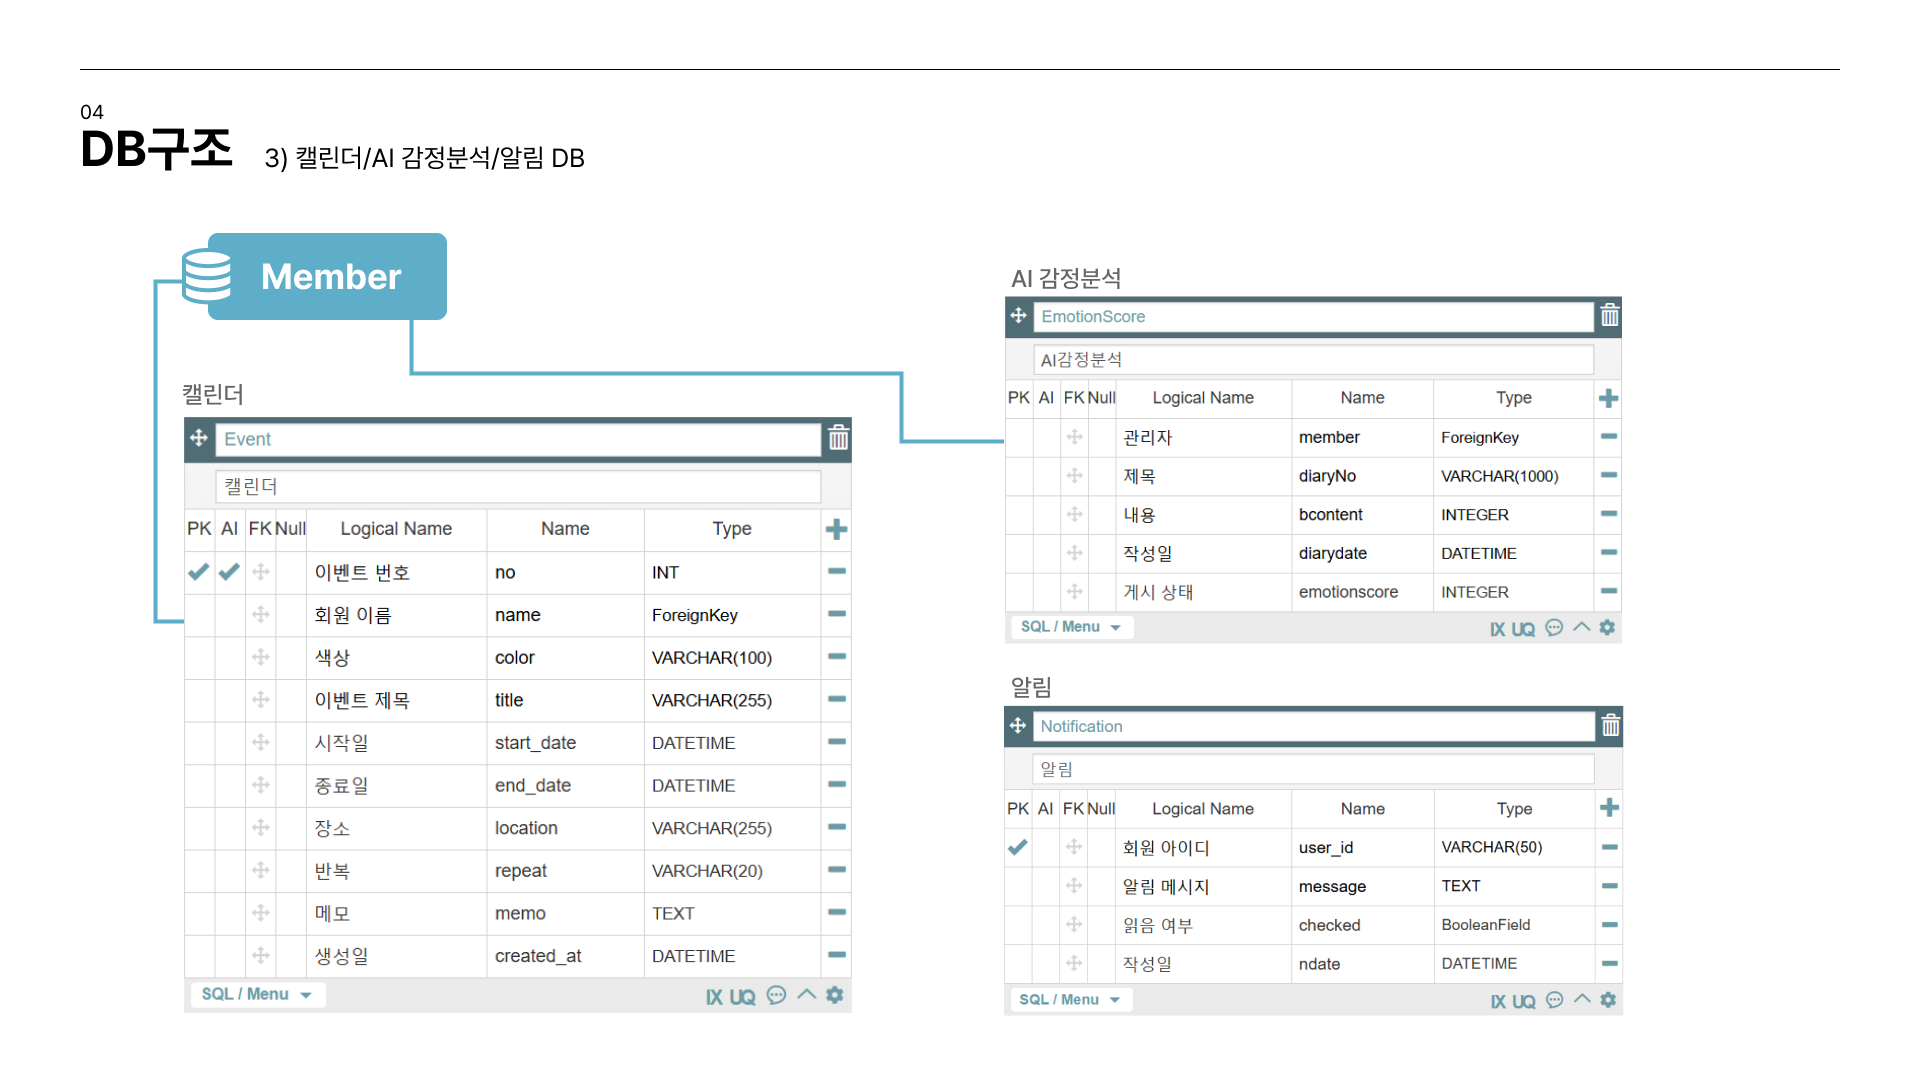 04
DB구조 3) 캘린더/AI 감정분석/알림 DB
Member
캘린더
Event
캘린더
PK AI FK Null Logical Name Name Type
이벤트 번호 no INT
회원 이름 name ForeignKey
색상 color VARCHAR(100)
이벤트 제목 title VARCHAR(255)
시작일 start_date DATETIME
종료일 end_date DATETIME
장소 location VARCHAR(255)
반복 repeat VARCHAR(20)
메모 memo TEXT
생성일 created_at DATETIME
SQL / Menu IX UQ
AI 감정분석
EmotionScore
AI감정분석
PK AI FK Null Logical Name Name Type
관리자 member ForeignKey
제목 diaryNo VARCHAR(1000)
내용 bcontent INTEGER
작성일 diarydate DATETIME
게시 상태 emotionscore INTEGER
SQL / Menu IX UQ
알림
Notification
알림
PK AI FK Null Logical Name Name Type
회원 아이디 user_id VARCHAR(50)
알림 메시지 message TEXT
읽음 여부 checked BooleanField
작성일 ndate DATETIME
SQL / Menu IX UQ